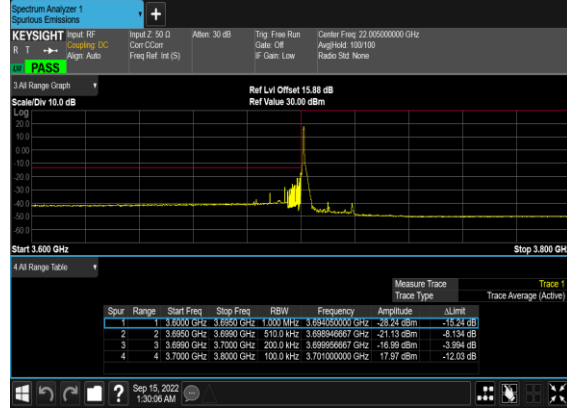 Spectrum Analyzer 1
Spurious Emissions
+
KEYSIGHT Input: RF Input Z: 50 Ω Atten: 30 dB Trig: Free Run Center Freq: 22.005000000 GHz
R T Coupling: DC Corr CCorr Gate: Off Avg|Hold: 100/100
Align: Auto Freq Ref: Int (S) IF Gain: Low Radio Std: None
PASS
3 All Range Graph Ref Lvl Offset 15.88 dB
Scale/Div 10.0 dB Ref Value 30.00 dBm
Log
20.0
10.0
0.00
-10.0
-20.0
-30.0
-40.0
-50.0
-60.0
Start 3.600 GHz Stop 3.800 GHz
4 All Range Table
Measure Trace Trace 1
Trace Type Trace Average (Active)
Spur Range Start Freq Stop Freq RBW Frequency Amplitude ΔLimit
1 1 3.6000 GHz 3.6950 GHz 1.000 MHz 3.694050000 GHz -28.24 dBm -15.24 dB
2 2 3.6950 GHz 3.6990 GHz 510.0 kHz 3.698946667 GHz -21.13 dBm -8.134 dB
3 3 3.6990 GHz 3.7000 GHz 200.0 kHz 3.699956667 GHz -16.99 dBm -3.994 dB
4 4 3.7000 GHz 3.8000 GHz 100.0 kHz 3.701000000 GHz 17.97 dBm -12.03 dB
? Sep 15, 2022
1:30:06 AM